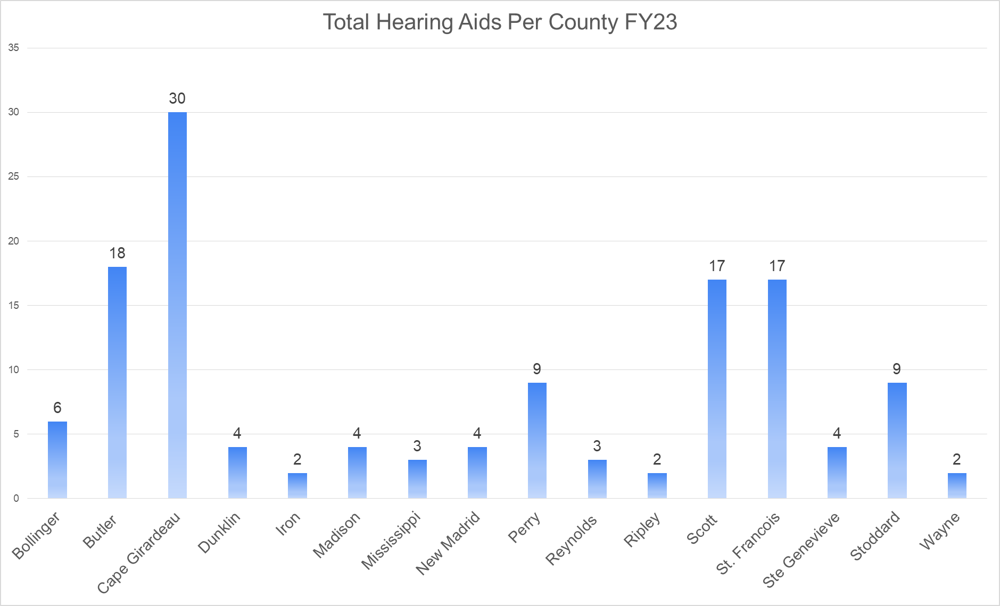 Total Hearing Aids Per County FY23
35
30
25
20
15
10
5
0
6
18
30
4
2
4
3
4
9
3
2
17
17
4
9
2
Bollinger
Butler
Cape Girardeau
Dunklin
Iron
Madison
Mississippi
New Madrid
Perry
Reynolds
Ripley
Scott
St. Francois
Ste Genevieve
Stoddard
Wayne